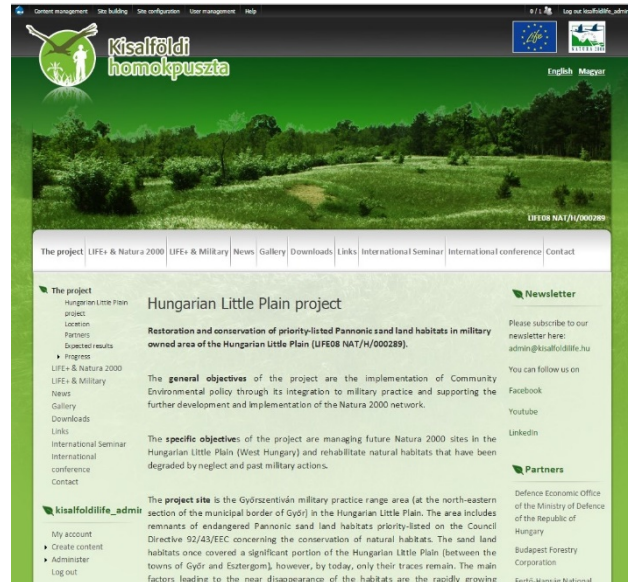 Content management Site building Site configuration User management Help
0 / 1 Log out kisalfoldilife_admin
Kisalföldi
homokpuszta
Life
NATURA 2000
English Magyar
LIFE08 NAT/H/000289
The project LIFE+ & Natura 2000 LIFE+ & Military News Gallery Downloads Links International Seminar International conference Contact
The project
Hungarian Little Plain
project
Location
Partners
Expected results
Progress
LIFE+ & Natura 2000
LIFE+ & Military
News
Gallery
Downloads
Links
International Seminar
International
conference
Contact
kisalfoldilife_admin
My account
Create content
Administer
Log out
Hungarian Little Plain project
Restoration and conservation of priority-listed Pannonic sand land habitats in military
owned area of the Hungarian Little Plain (LIFE08 NAT/H/000289).
The general objectives of the project are the implementation of Community
Environmental policy through its integration to military practice and supporting the
further development and implementation of the Natura 2000 network.
The specific objectives of the project are managing future Natura 2000 sites in the
Hungarian Little Plain (West Hungary) and rehabilitate natural habitats that have been
degraded by neglect and past military actions.
The project site is the Győrszentiván military practice range area (at the north-eastern
section of the municipal border of Győr) in the Hungarian Little Plain. The area includes
remnants of endangered Pannonic sand land habitats priority-listed on the Council
Directive 92/43/EEC concerning the conservation of natural habitats. The sand land
habitats once covered a significant portion of the Hungarian Little Plain (between the
towns of Győr and Esztergom), however, by today, only their traces remain. The main
factors leading to the near disappearance of the habitats are the rapidly growing
Newsletter
Please subscribe to our
newsletter here:
admin@kisalfoldilife.hu
You can follow us on
Facebook
Youtube
LinkedIn
Partners
Defence Economic Office
of the Ministry of Defence
of the Republic of
Hungary
Budapest Forestry
Corporation
Fertő-Hanság National